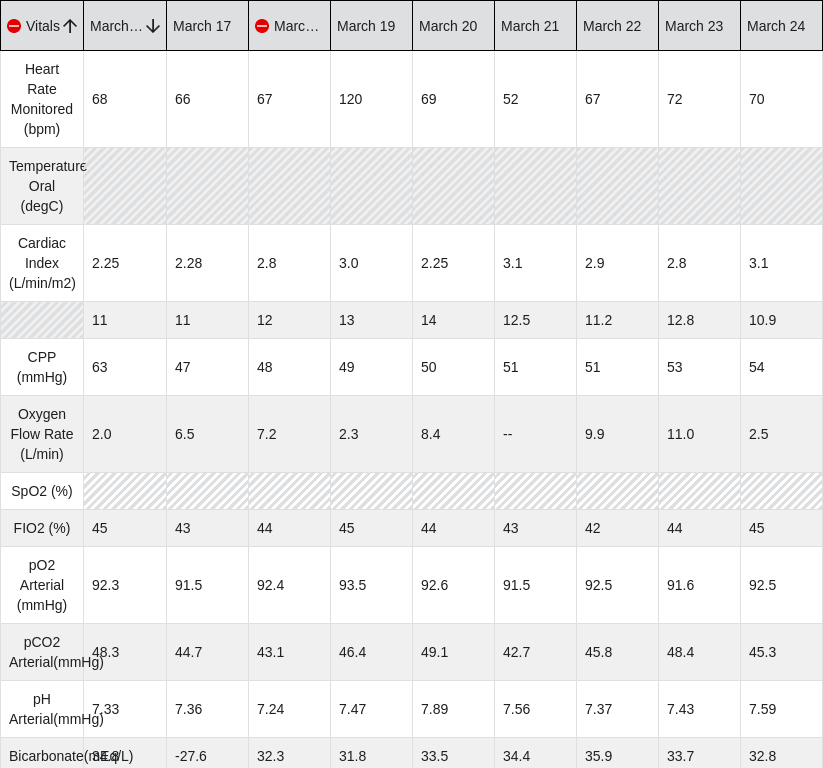 Vitals March… March 17 Marc… March 19 March 20 March 21 March 22 March 23 March 24
Heart
Rate
Monitored
(bpm)
68 66 67 120 69 52 67 72 70
Temperature
Oral
(degC)
Cardiac
Index
(L/min/m2)
2.25 2.28 2.8 3.0 2.25 3.1 2.9 2.8 3.1
11 11 12 13 14 12.5 11.2 12.8 10.9
CPP
(mmHg)
63 47 48 49 50 51 51 53 54
Oxygen
Flow Rate
(L/min)
2.0 6.5 7.2 2.3 8.4 -- 9.9 11.0 2.5
SpO2 (%)
FIO2 (%) 45 43 44 45 44 43 42 44 45
pO2
Arterial
(mmHg)
92.3 91.5 92.4 93.5 92.6 91.5 92.5 91.6 92.5
pCO2
Arterial(mmHg)
48.3 44.7 43.1 46.4 49.1 42.7 45.8 48.4 45.3
pH
Arterial(mmHg)
7.33 7.36 7.24 7.47 7.89 7.56 7.37 7.43 7.59
Bicarbonate(mEq/L) -27.6 32.3 31.8 33.5 34.4 35.9 33.7 32.8